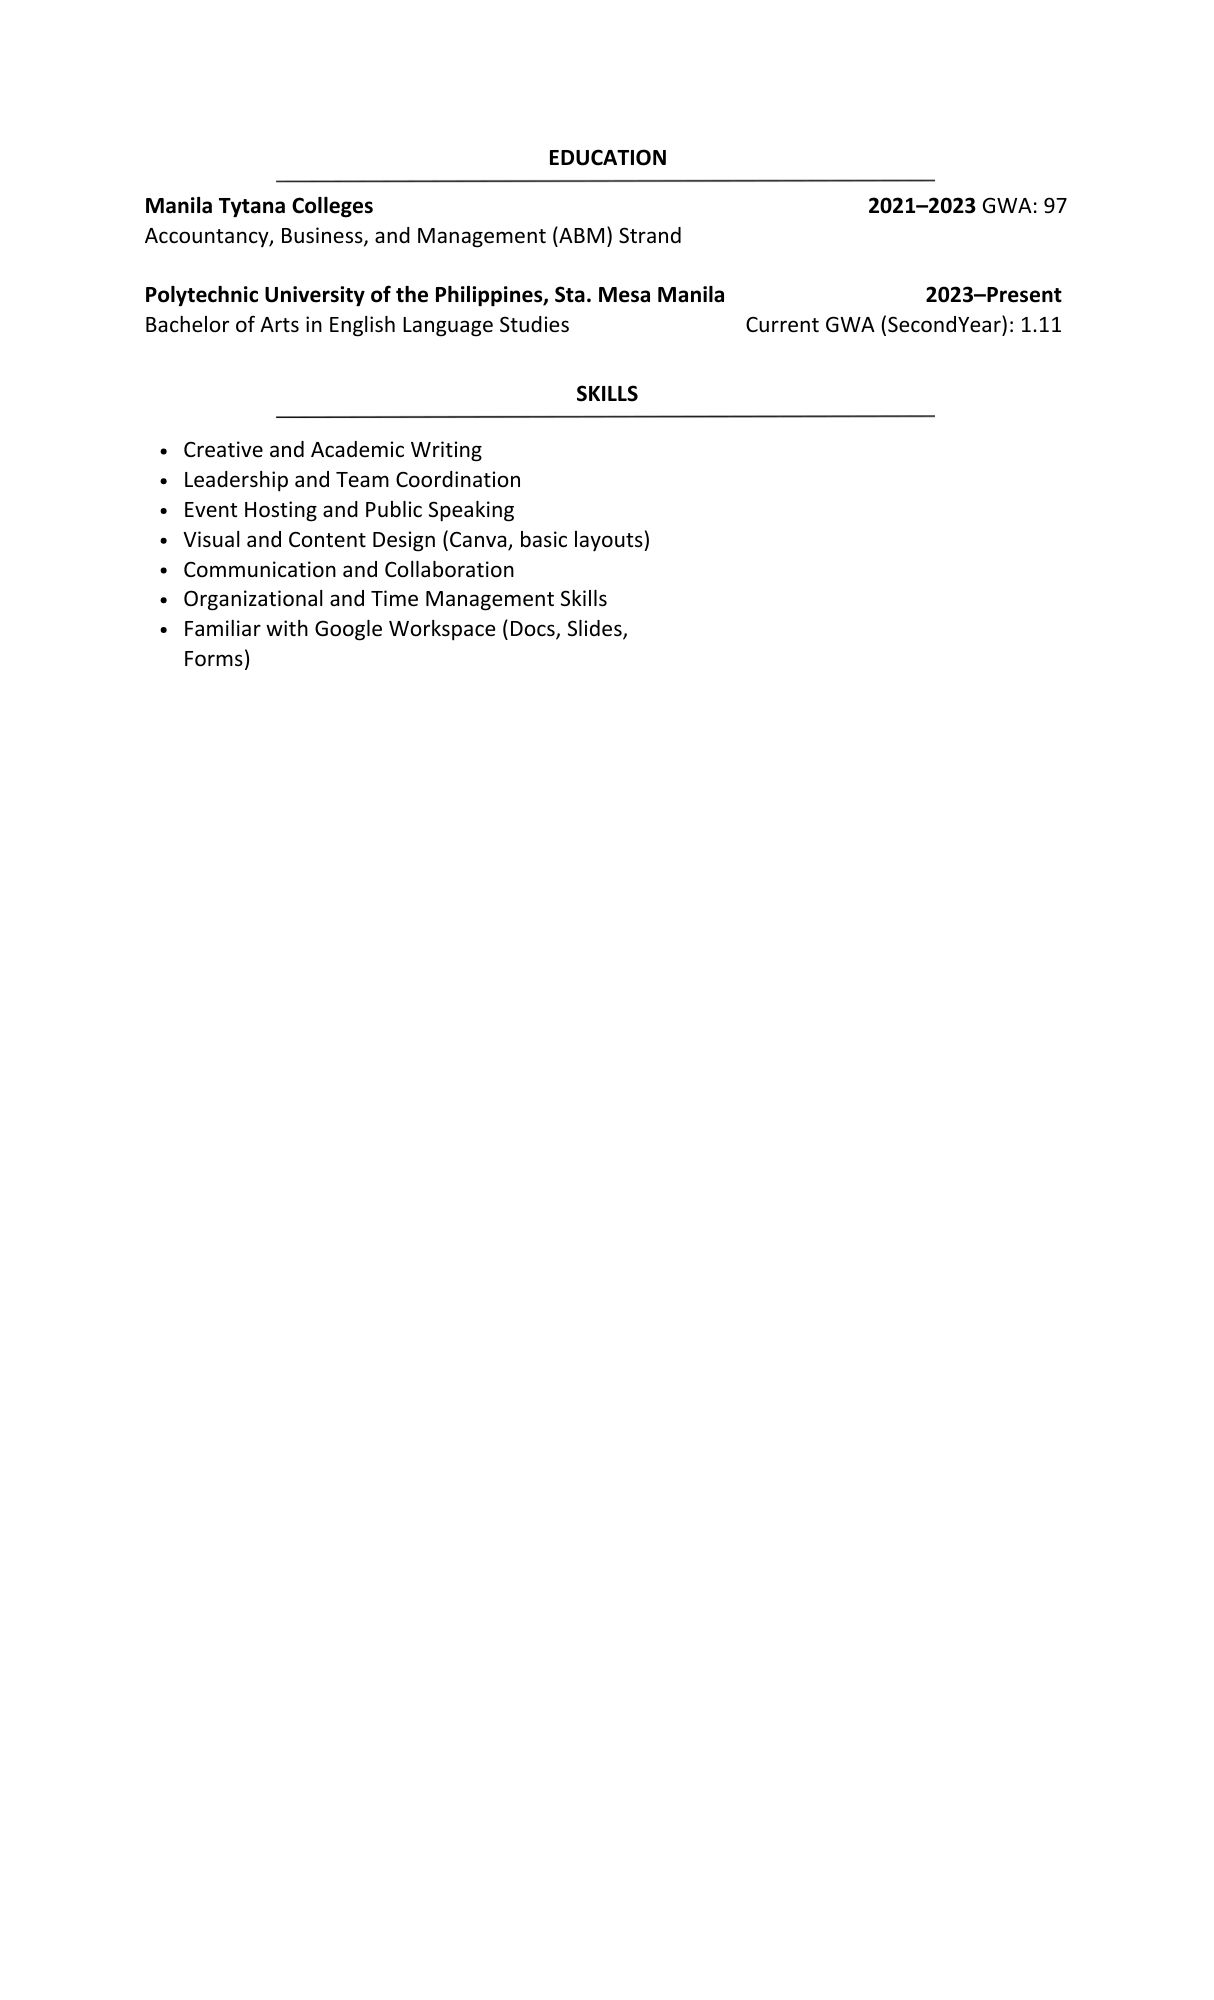 EDUCATION
Manila Tytana Colleges 2021–2023 GWA: 97
Accountancy, Business, and Management (ABM) Strand
Polytechnic University of the Philippines, Sta. Mesa Manila 2023–Present
Bachelor of Arts in English Language Studies Current GWA (SecondYear): 1.11
SKILLS
• Creative and Academic Writing
• Leadership and Team Coordination
• Event Hosting and Public Speaking
• Visual and Content Design (Canva, basic layouts)
• Communication and Collaboration
• Organizational and Time Management Skills
• Familiar with Google Workspace (Docs, Slides,
Forms)